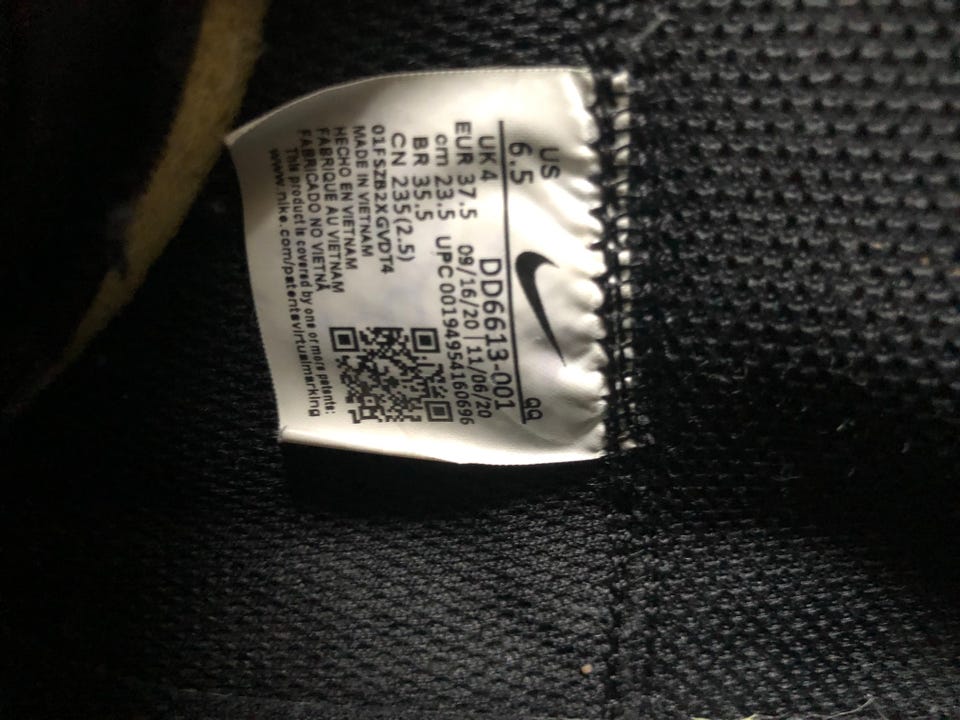 US
6.5
QQ
UK 4 DD6613-001
EUR 37.5 09/16/20 | 11/06/20
cm 23.5 UPC 00194954160696
BR 35.5
CN 235(2.5)
01FSZB2XGVDT4
MADE IN VIETNAM
HECHO EN VIETNAM
FABRIQUE AU VIETNAM
FABRICADO NO VIETNÃ
This product is covered by one or more patents:
www.nike.com/patentsvirtualmarking